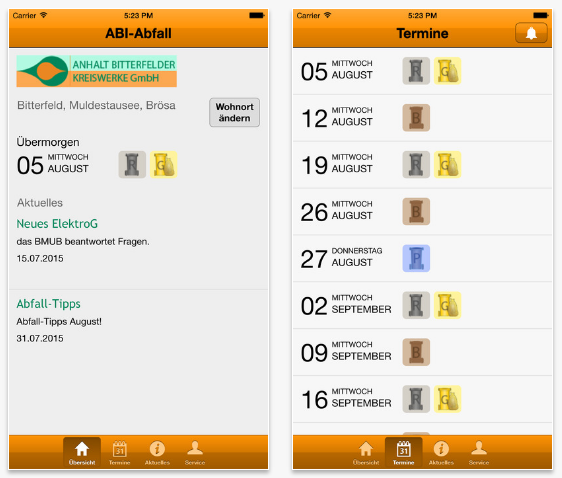 Carrier 5:23 PM
ABI-Abfall
ANHALT BITTERFELDER
KREISWERKE GmbH
Bitterfeld, Muldestausee, Brösa
Wohnort
ändern
Übermorgen
05 MITTWOCH
AUGUST
R G
Aktuelles
Neues ElektroG
das BMUB beantwortet Fragen.
15.07.2015
Abfall-Tipps
Abfall-Tipps August!
31.07.2015
31
Übersicht Termine Aktuelles Service
Carrier 5:23 PM
Termine
05 MITTWOCH
AUGUST
R G
12 MITTWOCH
AUGUST
B
19 MITTWOCH
AUGUST
R G
26 MITTWOCH
AUGUST
B
27 DONNERSTAG
AUGUST
P
02 MITTWOCH
SEPTEMBER
R G
09 MITTWOCH
SEPTEMBER
B
16 MITTWOCH
SEPTEMBER
R G
31
Übersicht Termine Aktuelles Service